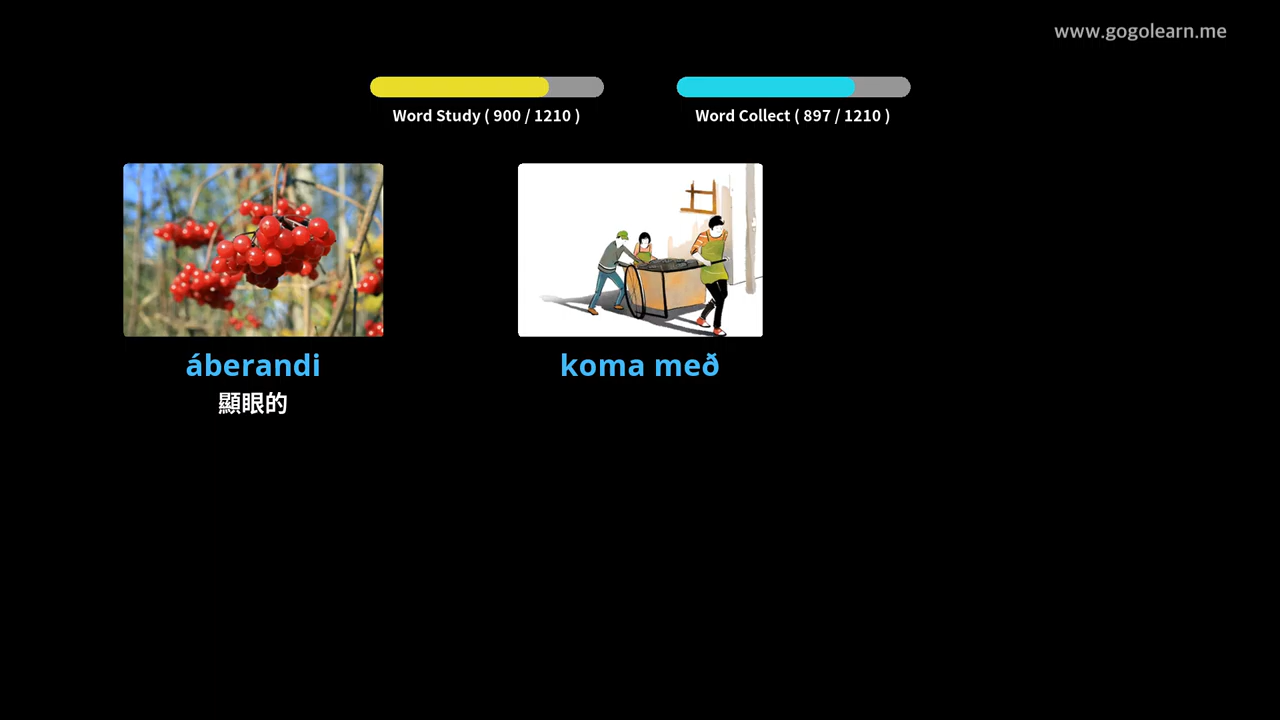 www.gogolearn.me
Word Study ( 900 / 1210 )
Word Collect ( 897 / 1210 )
áberandi
顯眼的
koma með